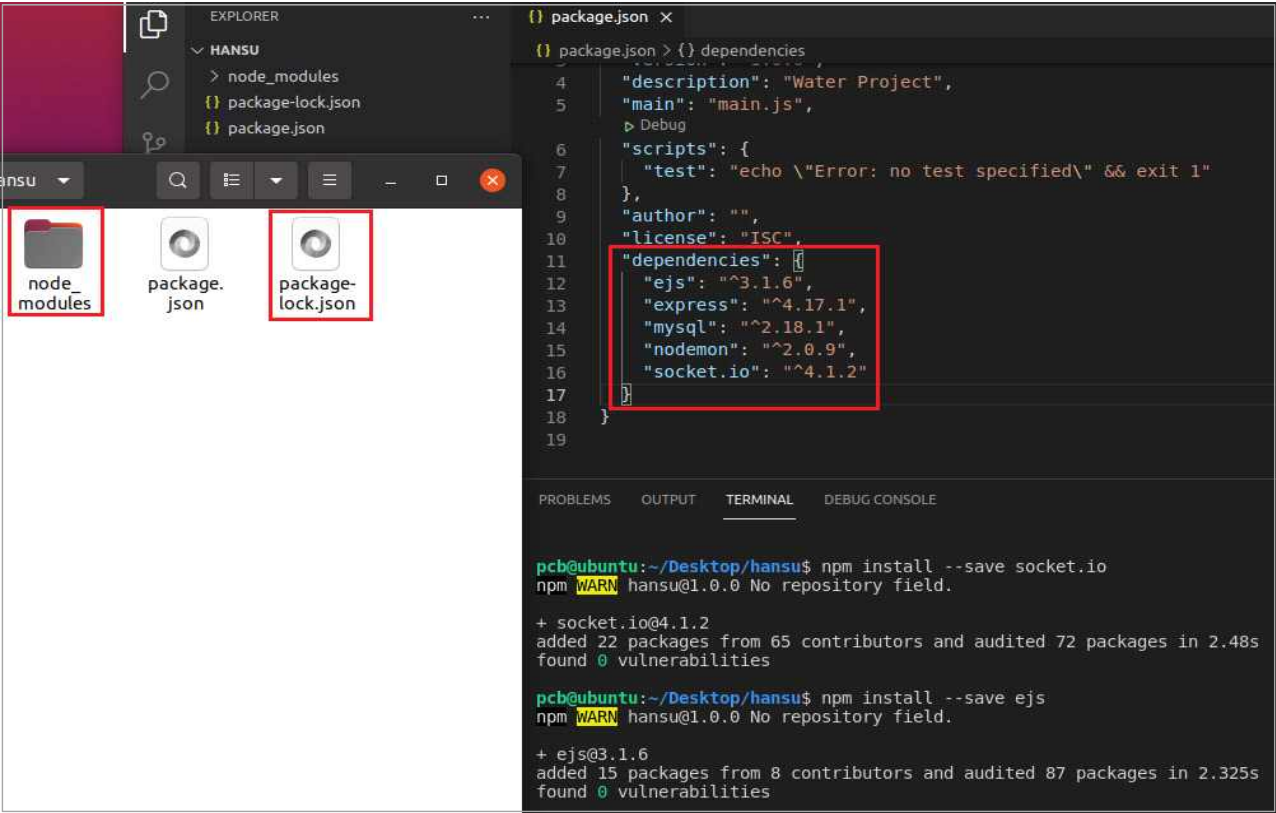 EXPLORER
HANSU
node_modules
package-lock.json
package.json
ansu
node_
modules
package.
json
package-
lock.json
{} package.json ×
{} package.json > {} dependencies
4 "description": "Water Project",
5 "main": "main.js",
Debug
6 "scripts": {
7 "test": "echo \"Error: no test specified\" && exit 1"
8 },
9 "author": "",
10 "license": "ISC",
11 "dependencies": {
12 "ejs": "^3.1.6",
13 "express": "^4.17.1",
14 "mysql": "^2.18.1",
15 "nodemon": "^2.0.9",
16 "socket.io": "^4.1.2"
17 }
18 }
19
PROBLEMS OUTPUT TERMINAL DEBUG CONSOLE
pcb@ubuntu:~/Desktop/hansu$ npm install --save socket.io
npm WARN hansu@1.0.0 No repository field.
+ socket.io@4.1.2
added 22 packages from 65 contributors and audited 72 packages in 2.48s
found 0 vulnerabilities
pcb@ubuntu:~/Desktop/hansu$ npm install --save ejs
npm WARN hansu@1.0.0 No repository field.
+ ejs@3.1.6
added 15 packages from 8 contributors and audited 87 packages in 2.325s
found 0 vulnerabilities